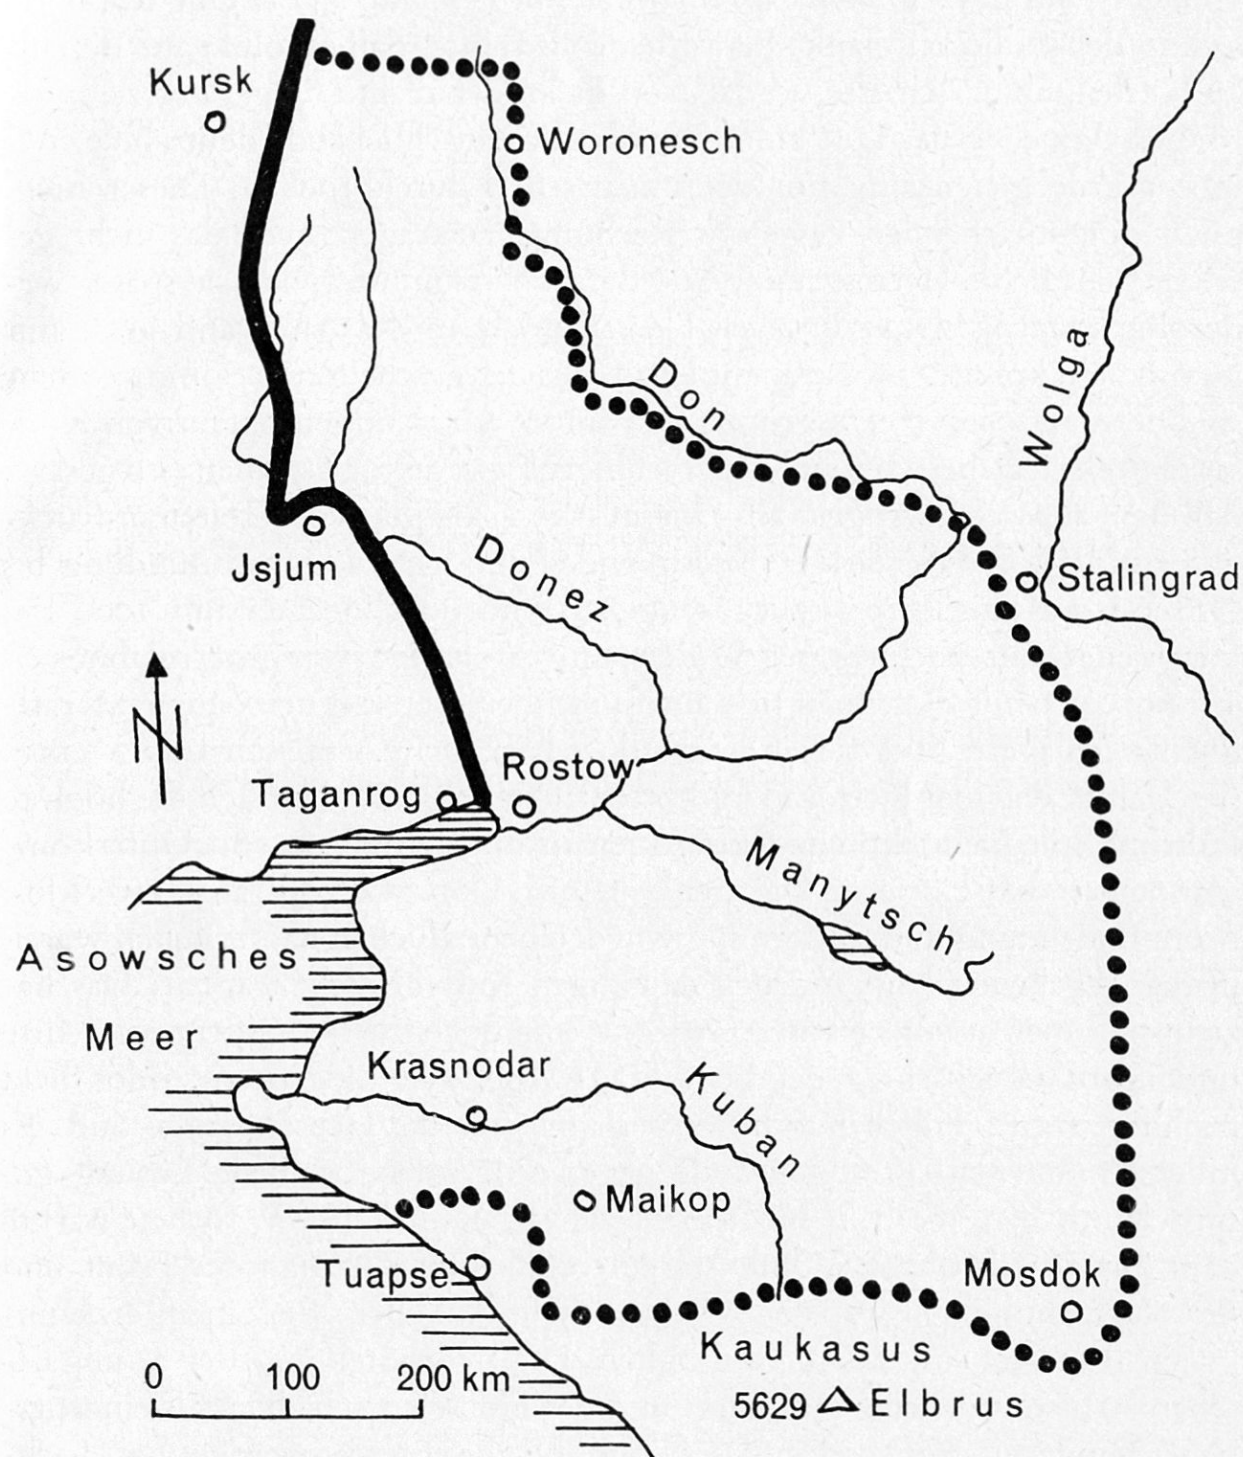 Kursk
Woronesch
Don
Wolga
Jsjum
Donez
Stalingrad
N
Rostow
Taganrog
Manytsch
Asowsches
Meer
Krasnodar
Kuban
Maikop
Tuapse
Mosdok
Kaukasus
0 100 200 km
5629 Elbrus